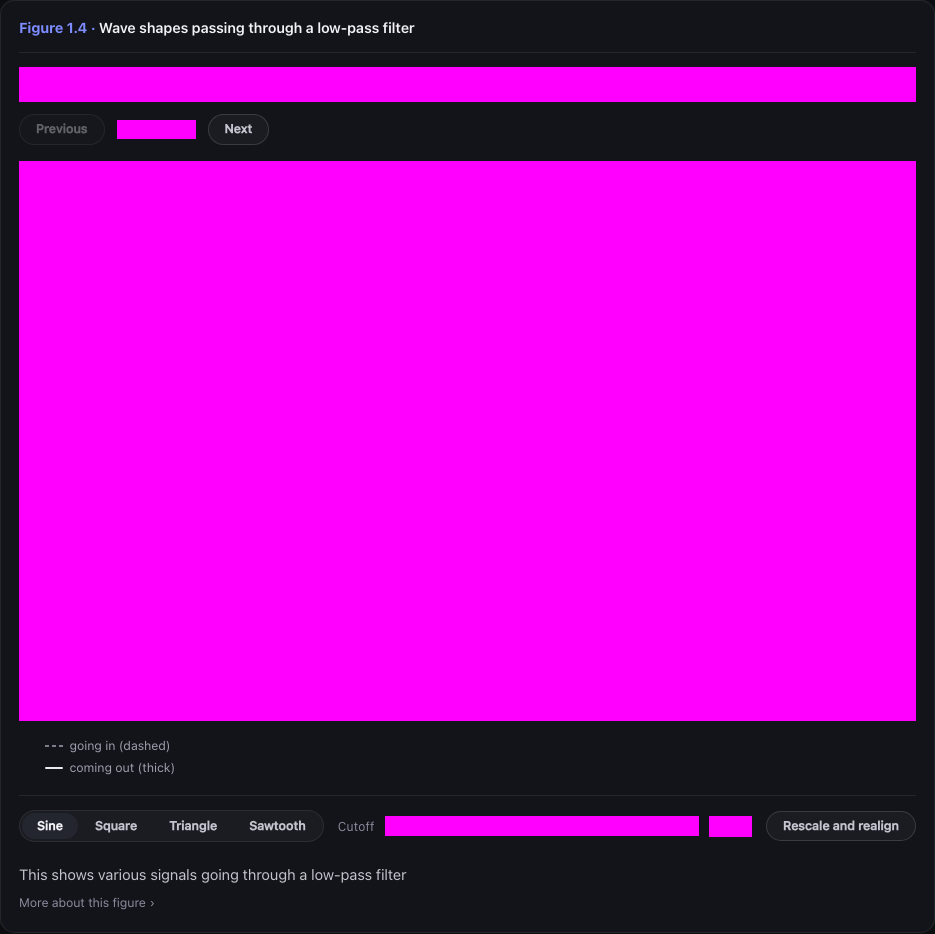 Figure 1.4 · Wave shapes passing through a low-pass filter
Previous
Next
going in (dashed)
coming out (thick)
Sine Square Triangle Sawtooth Cutoff Rescale and realign
This shows various signals going through a low-pass filter
More about this figure ›